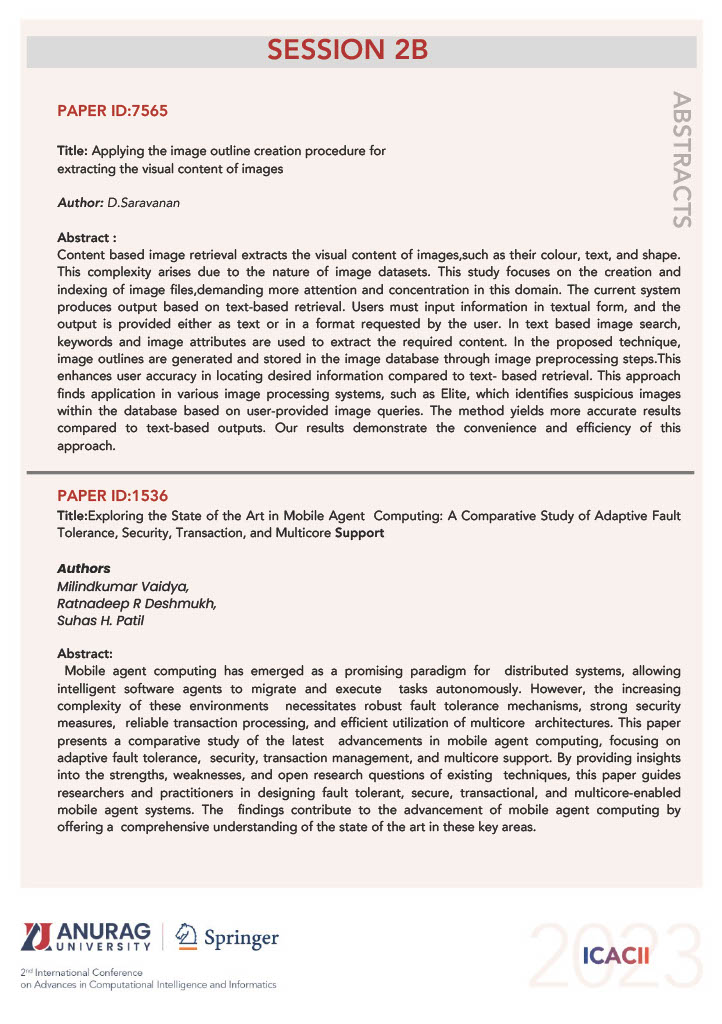 SESSION 2B
ABSTRACTS
PAPER ID:7565
Title: Applying the image outline creation procedure for
extracting the visual content of images
Author: D.Saravanan
Abstract :
Content based image retrieval extracts the visual content of images,such as their colour, text, and shape.
This complexity arises due to the nature of image datasets. This study focuses on the creation and
indexing of image files,demanding more attention and concentration in this domain. The current system
produces output based on text-based retrieval. Users must input information in textual form, and the
output is provided either as text or in a format requested by the user. In text based image search,
keywords and image attributes are used to extract the required content. In the proposed technique,
image outlines are generated and stored in the image database through image preprocessing steps.This
enhances user accuracy in locating desired information compared to text- based retrieval. This approach
finds application in various image processing systems, such as Elite, which identifies suspicious images
within the database based on user-provided image queries. The method yields more accurate results
compared to text-based outputs. Our results demonstrate the convenience and efficiency of this
approach.
PAPER ID:1536
Title:Exploring the State of the Art in Mobile Agent Computing: A Comparative Study of Adaptive Fault
Tolerance, Security, Transaction, and Multicore Support
Authors
Milindkumar Vaidya,
Ratnadeep R Deshmukh,
Suhas H. Patil
Abstract:
Mobile agent computing has emerged as a promising paradigm for distributed systems, allowing
intelligent software agents to migrate and execute tasks autonomously. However, the increasing
complexity of these environments necessitates robust fault tolerance mechanisms, strong security
measures, reliable transaction processing, and efficient utilization of multicore architectures. This paper
presents a comparative study of the latest advancements in mobile agent computing, focusing on
adaptive fault tolerance, security, transaction management, and multicore support. By providing insights
into the strengths, weaknesses, and open research questions of existing techniques, this paper guides
researchers and practitioners in designing fault tolerant, secure, transactional, and multicore-enabled
mobile agent systems. The findings contribute to the advancement of mobile agent computing by
offering a comprehensive understanding of the state of the art in these key areas.
ANURAG
UNIVERSITY
Springer
2nd International Conference
on Advances in Computational Intelligence and Informatics
2023
ICACII